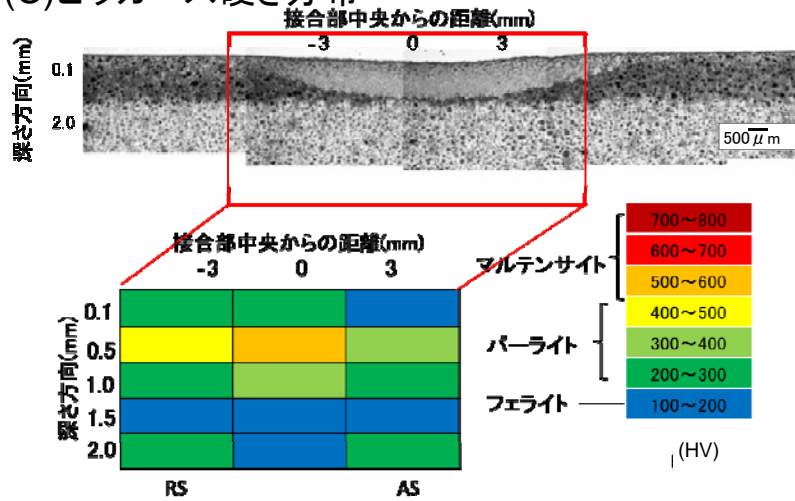 接合部中央からの距離(mm)
-3 0 3
深さ方向(mm)
0.1
2.0
500μm
接合部中央からの距離(mm)
-3 0 3
深さ方向(mm)
0.1
0.5
1.0
1.5
2.0
RS AS
マルテンサイト
パーライト
フェライト
700～800
600～700
500～600
400～500
300～400
200～300
100～200
(HV)